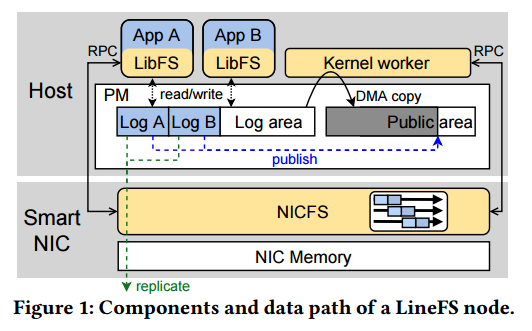 App A
App B
RPC
LibFS
LibFS
Kernel worker
RPC
Host
PM
read/write
DMA copy
Log A
Log B
Log area
Public area
publish
Smart
NIC
NICFS
NIC Memory
replicate
Figure 1: Components and data path of a LineFS node.